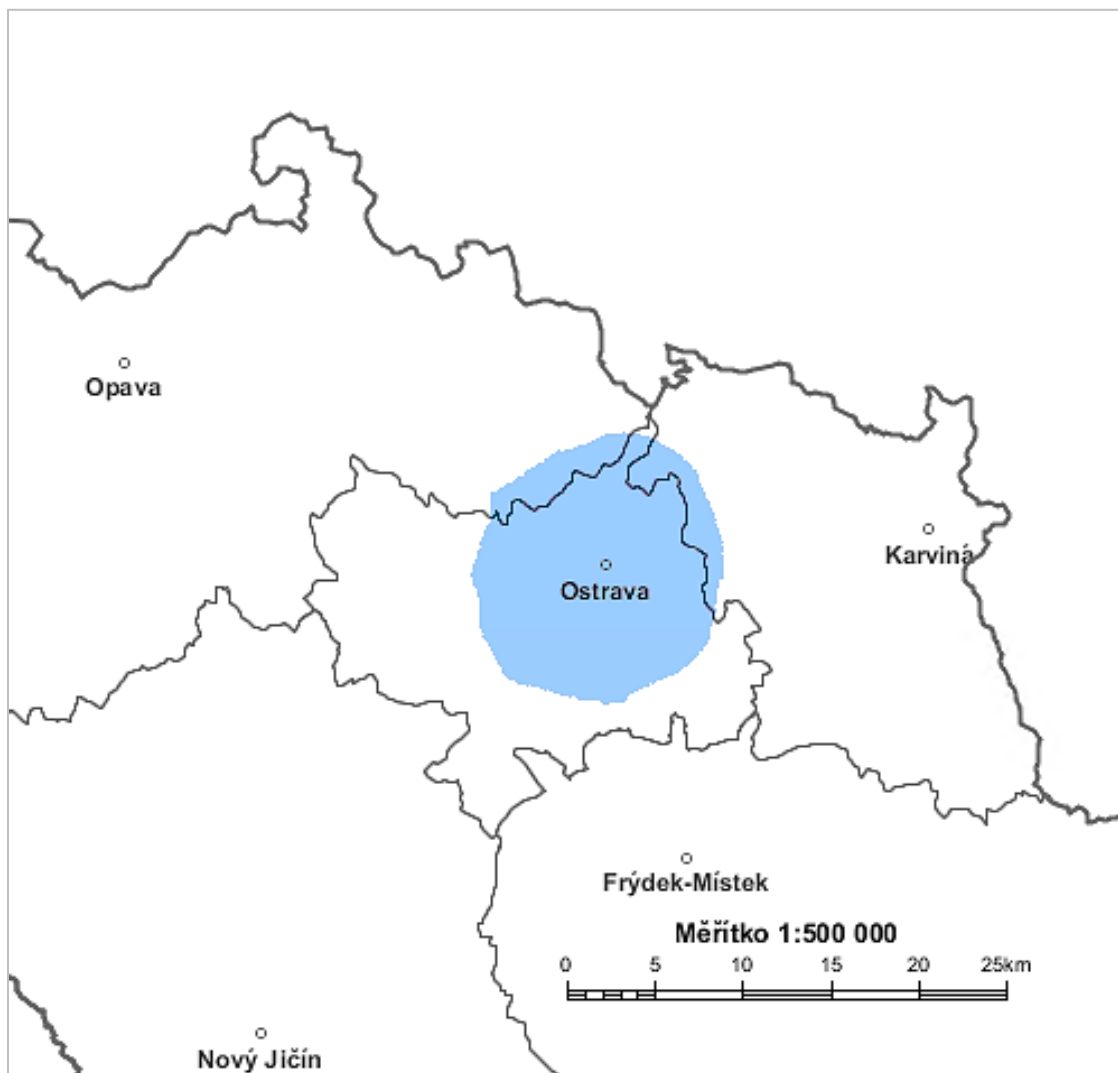 Opava
Karviná
Ostrava
Frýdek-Místek
Měřítko 1:500 000
0 5 10 15 20 25km
Nový Jičín